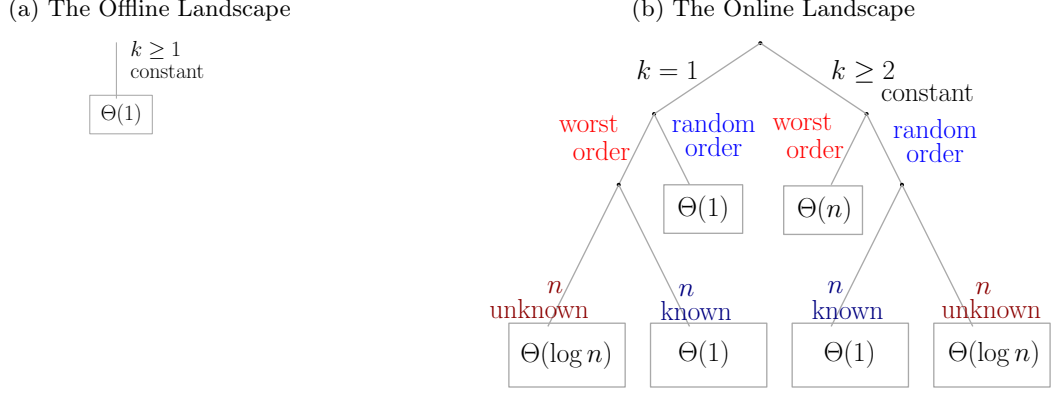 (a) The Offline Landscape
k ≥ 1
constant
Θ(1)
(b) The Online Landscape
k = 1
k ≥ 2
constant
worst
order
random
order
worst
order
random
order
Θ(1)
Θ(n)
n
unknown
n
known
n
known
n
unknown
Θ(log n)
Θ(1)
Θ(1)
Θ(log n)